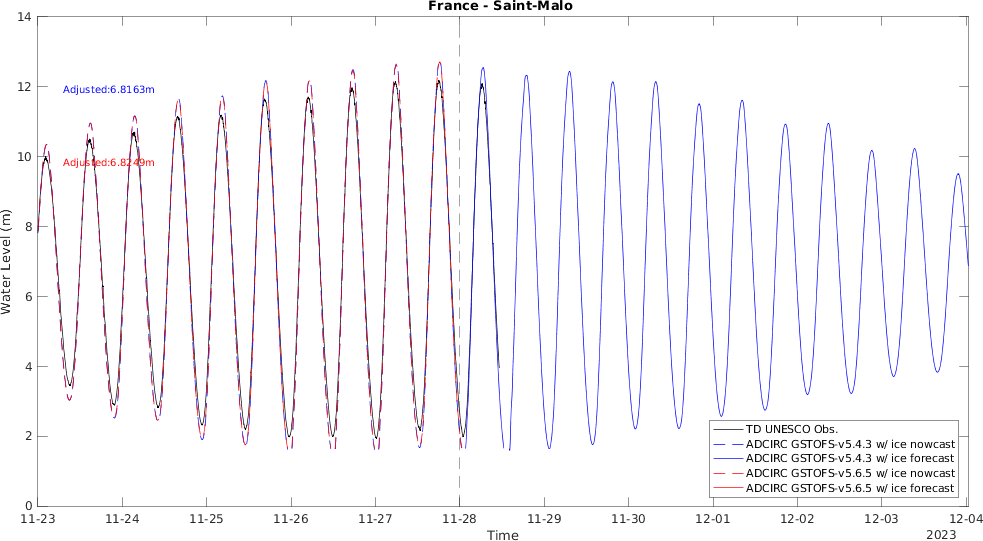 France - Saint-Malo
14
12
10
8
6
4
2
0
Water Level (m)
Adjusted:6.8163m
Adjusted:6.8249m
TD UNESCO Obs.
ADCIRC GSTOFS-v5.4.3 w/ ice nowcast
ADCIRC GSTOFS-v5.4.3 w/ ice forecast
ADCIRC GSTOFS-v5.6.5 w/ ice nowcast
ADCIRC GSTOFS-v5.6.5 w/ ice forecast
11-23 11-24 11-25 11-26 11-27 11-28 11-29 11-30 12-01 12-02 12-03 12-04
Time
2023